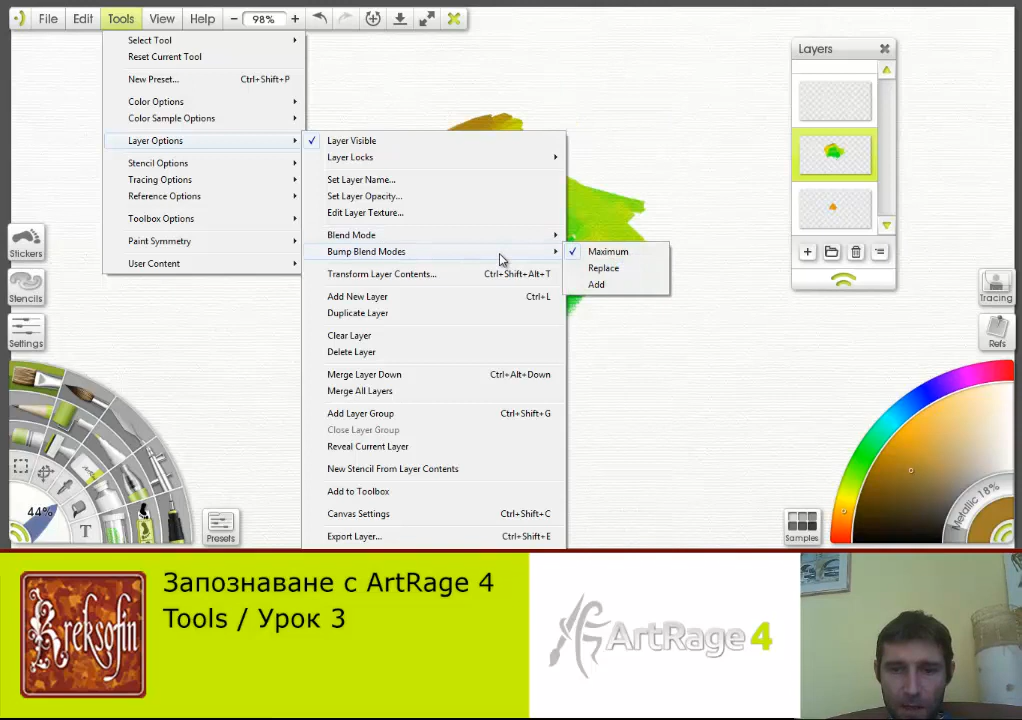 File Edit Tools View Help − 98% +
Select Tool
Reset Current Tool
New Preset... Ctrl+Shift+P
Color Options
Color Sample Options
Layer Options
Stencil Options
Tracing Options
Reference Options
Toolbox Options
Paint Symmetry
User Content
Layer Visible
Layer Locks
Set Layer Name...
Set Layer Opacity...
Edit Layer Texture...
Blend Mode
Bump Blend Modes
Transform Layer Contents... Ctrl+Shift+Alt+T
Add New Layer Ctrl+L
Duplicate Layer
Clear Layer
Delete Layer
Merge Layer Down Ctrl+Alt+Down
Merge All Layers
Add Layer Group Ctrl+Shift+G
Close Layer Group
Reveal Current Layer
New Stencil From Layer Contents
Add to Toolbox
Canvas Settings Ctrl+Shift+C
Export Layer... Ctrl+Shift+E
Maximum
Replace
Add
Layers
Stickers
Stencils
Settings
44%
T
Presets
Tracing
Refs
Metallic 18%
Samples
Kreksofin
Запознаване с ArtRage 4
Tools / Урок 3
ArtRage 4